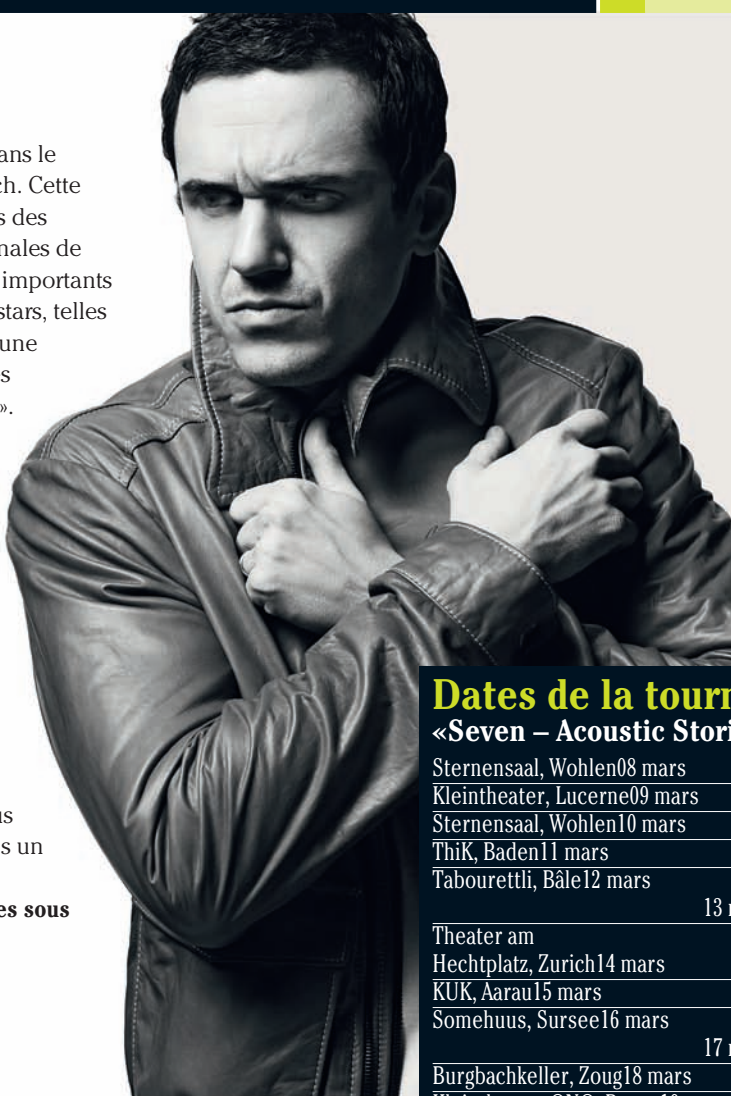 ans le
ch. Cette
s des
nales de
importants
stars, telles
une
s
».
us
s un
es sous
Dates de la tourn
«Seven – Acoustic Stori
Sternensaal, Wohlen08 mars
Kleintheater, Lucerne09 mars
Sternensaal, Wohlen10 mars
ThiK, Baden11 mars
Tabourettli, Bâle12 mars
13
Theater am
Hechtplatz, Zurich14 mars
KUK, Aarau15 mars
Somehuus, Sursee16 mars
17
Burgbachkeller, Zoug18 mars